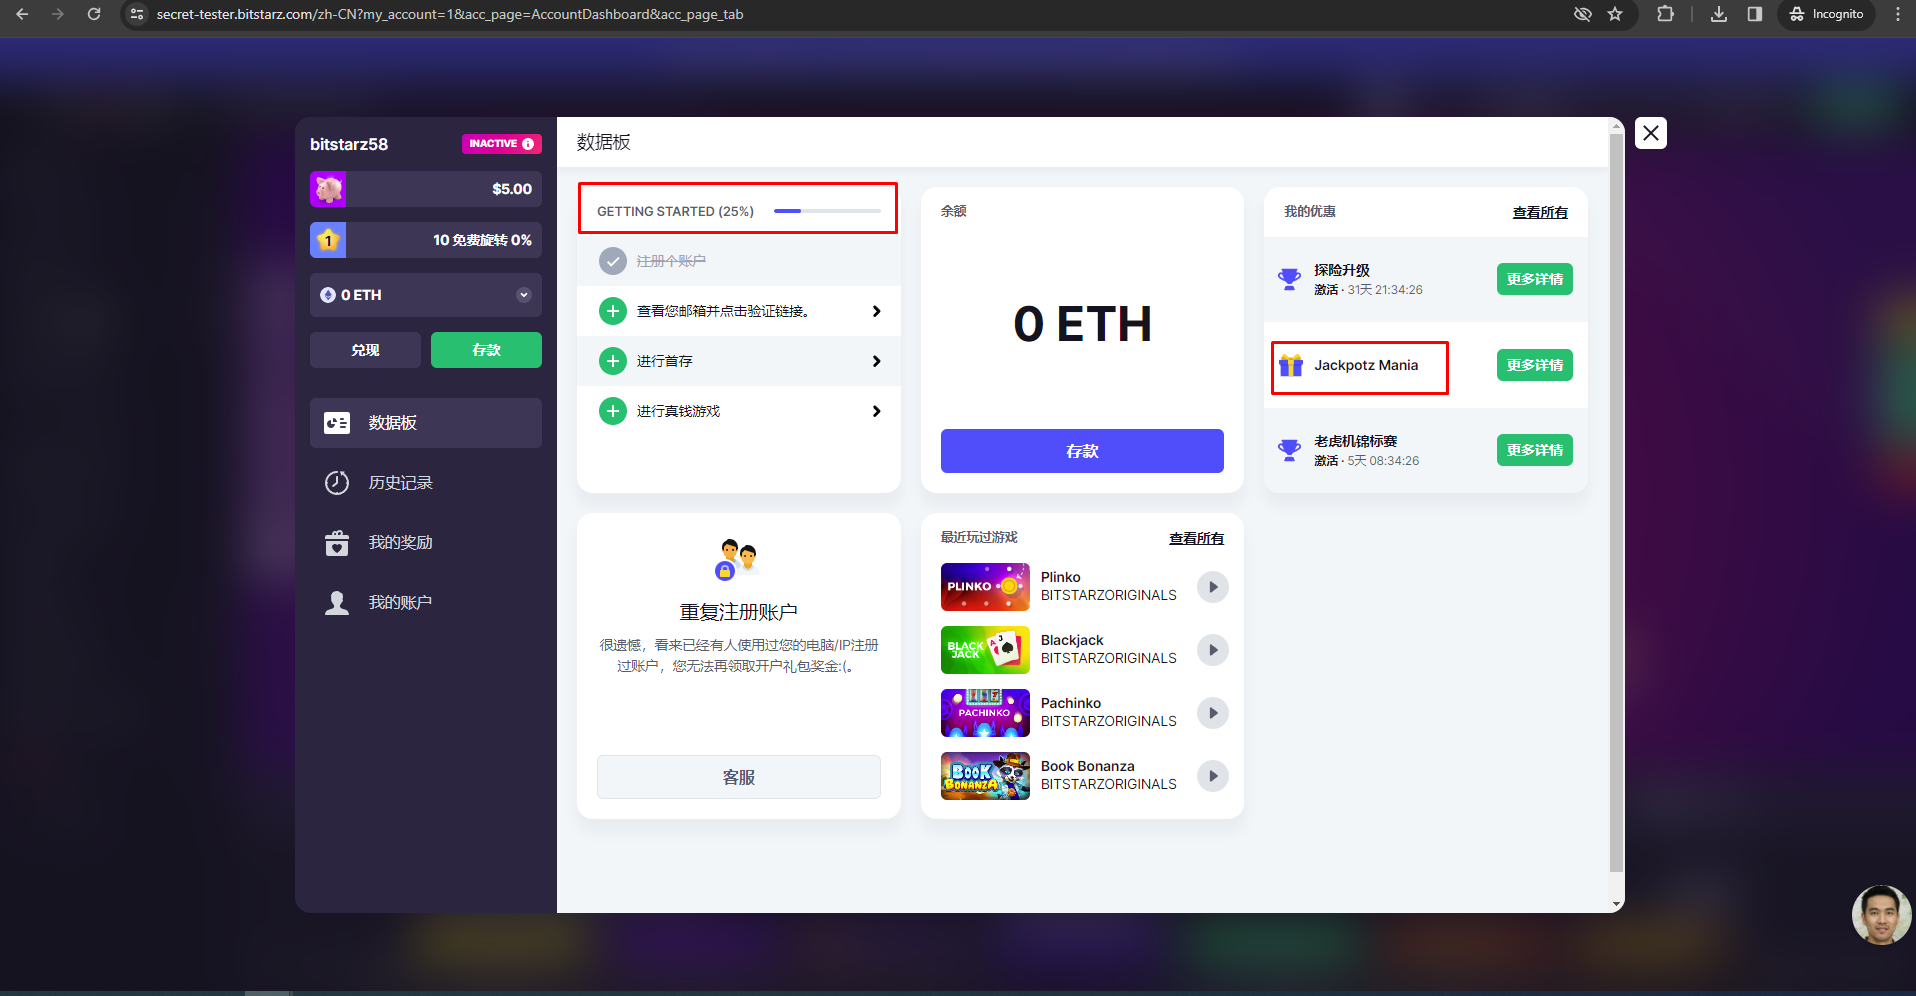 secret-tester.bitstarz.com/zh-CN?my_account=1&acc_page=AccountDashboard&acc_page_tab
Incognito
bitstarz58
INACTIVE
$5.00
1
10 免费旋转 0%
0 ETH
兑现
存款
数据板
历史记录
我的奖励
我的账户
数据板
GETTING STARTED (25%)
注册个账户
查看您邮箱并点击验证链接。
进行首存
进行真钱游戏
余额
0 ETH
存款
我的优惠
查看所有
探险升级
激活 · 31天 21:34:26
更多详情
Jackpotz Mania
更多详情
老虎机锦标赛
激活 · 5天 08:34:26
更多详情
重复注册账户
很遗憾，看来已经有人使用过您的电脑/IP注册
过账户，您无法再领取开户礼包奖金:(。
客服
最近玩过游戏
查看所有
PLINKO
Plinko
BITSTARZORIGINALS
BLACK
JACK
Blackjack
BITSTARZORIGINALS
PACHINKO
Pachinko
BITSTARZORIGINALS
BOOK
BONANZA
Book Bonanza
BITSTARZORIGINALS